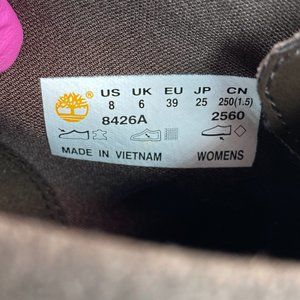 US UK EU JP CN
8 6 39 25 250(1.5)
8426A 2560
MADE IN VIETNAM WOMENS